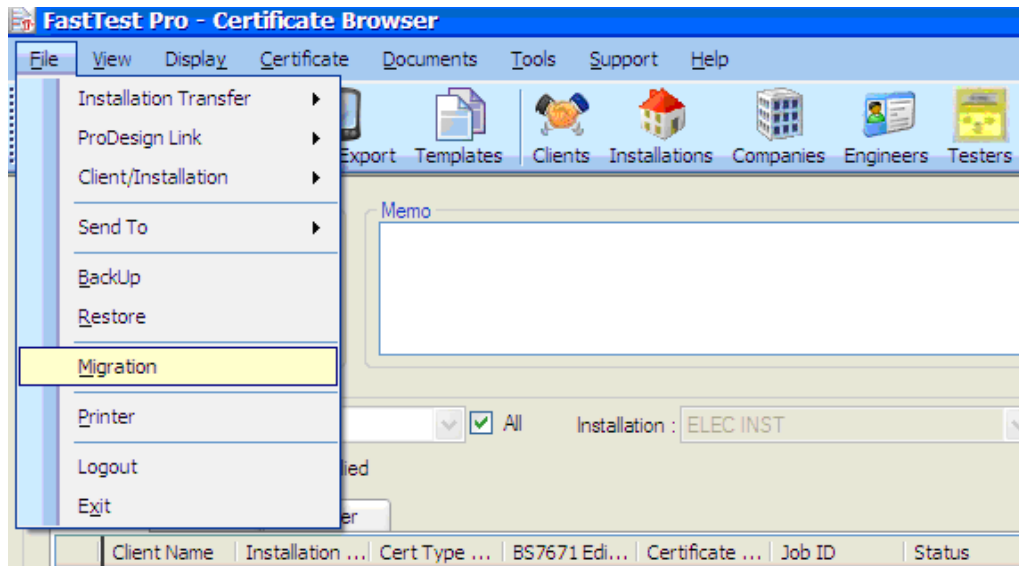 FastTest Pro - Certificate Browser
File View Display Certificate Documents Tools Support Help
Installation Transfer
ProDesign Link
Client/Installation
Send To
BackUp
Restore
Migration
Printer
Logout
Exit
Export Templates Clients Installations Companies Engineers Testers
Memo
All Installation : ELEC INST
lied
er
Client Name Installation ... Cert Type ... BS7671 Edi... Certificate ... Job ID Status